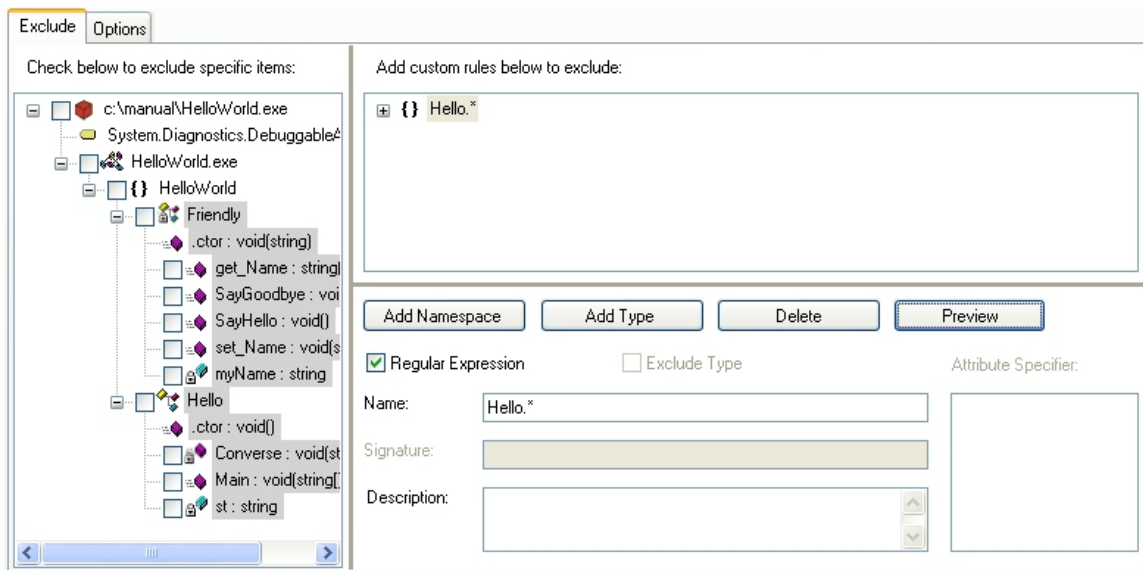 Exclude
Options
Check below to exclude specific items:
c:\manual\HelloWorld.exe
System.Diagnostics.Debuggable
HelloWorld.exe
{} HelloWorld
Friendly
.ctor : void(string)
get_Name : string(
SayGoodbye : voi
SayHello : void()
set_Name : void(s
myName : string
Hello
.ctor : void()
Converse : void(st
Main : void(string[
st : string
Add custom rules below to exclude:
{} Hello.*
Add Namespace
Add Type
Delete
Preview
Regular Expression
Exclude Type
Attribute Specifier:
Name:
Hello.*
Signature:
Description: